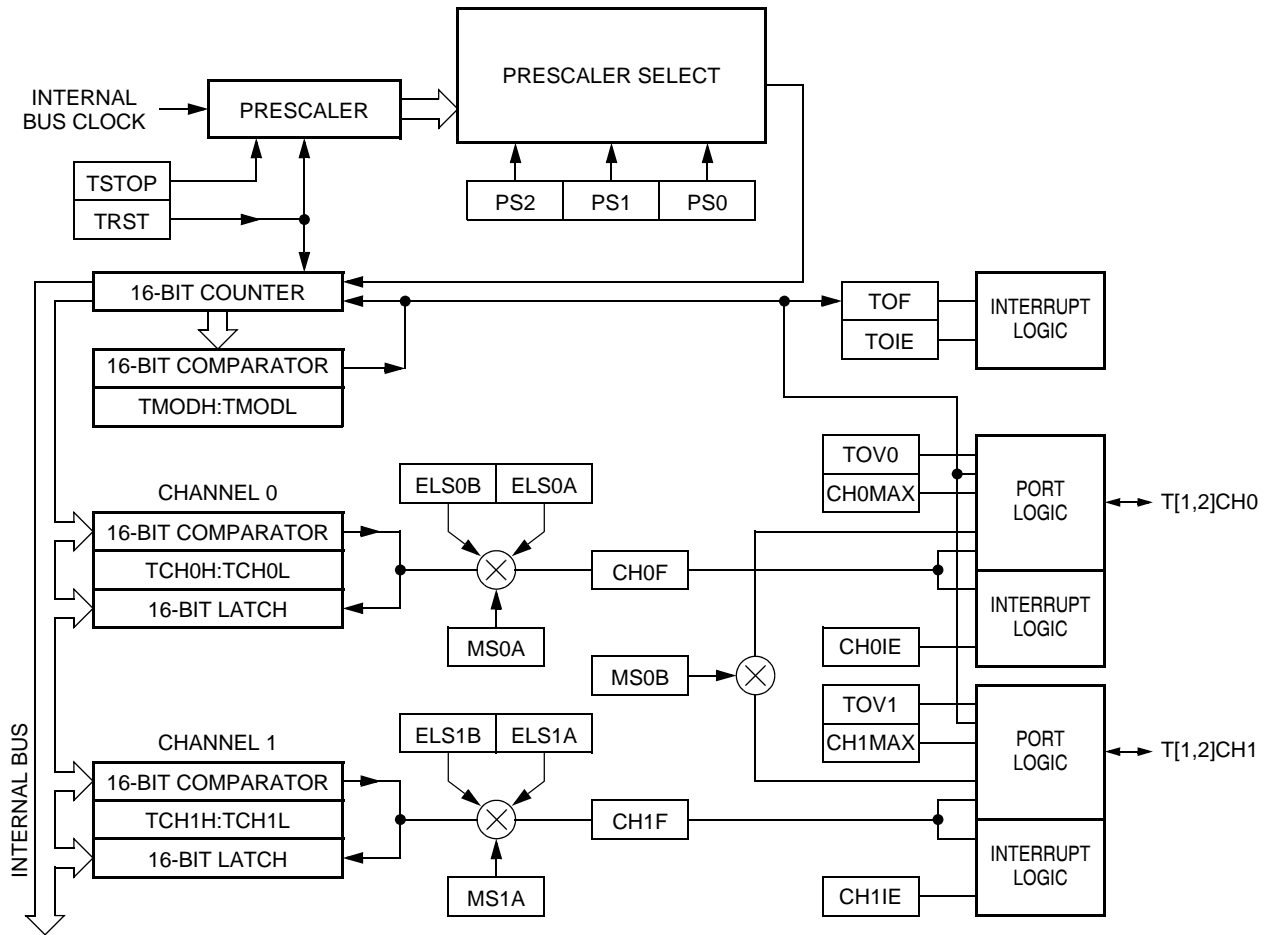 PRESCALER SELECT
INTERNAL
BUS CLOCK
PRESCALER
TSTOP
TRST
PS2
PS1
PS0
16-BIT COUNTER
TOF
TOIE
INTERRUPT
LOGIC
16-BIT COMPARATOR
TMODH:TMODL
CHANNEL 0
16-BIT COMPARATOR
TCH0H:TCH0L
16-BIT LATCH
ELS0B
ELS0A
MS0A
CH0F
TOV0
CH0MAX
PORT
LOGIC
T[1,2]CH0
INTERRUPT
LOGIC
CH0IE
MS0B
CHANNEL 1
16-BIT COMPARATOR
TCH1H:TCH1L
16-BIT LATCH
ELS1B
ELS1A
MS1A
CH1F
TOV1
CH1MAX
PORT
LOGIC
T[1,2]CH1
INTERRUPT
LOGIC
CH1IE
INTERNAL BUS